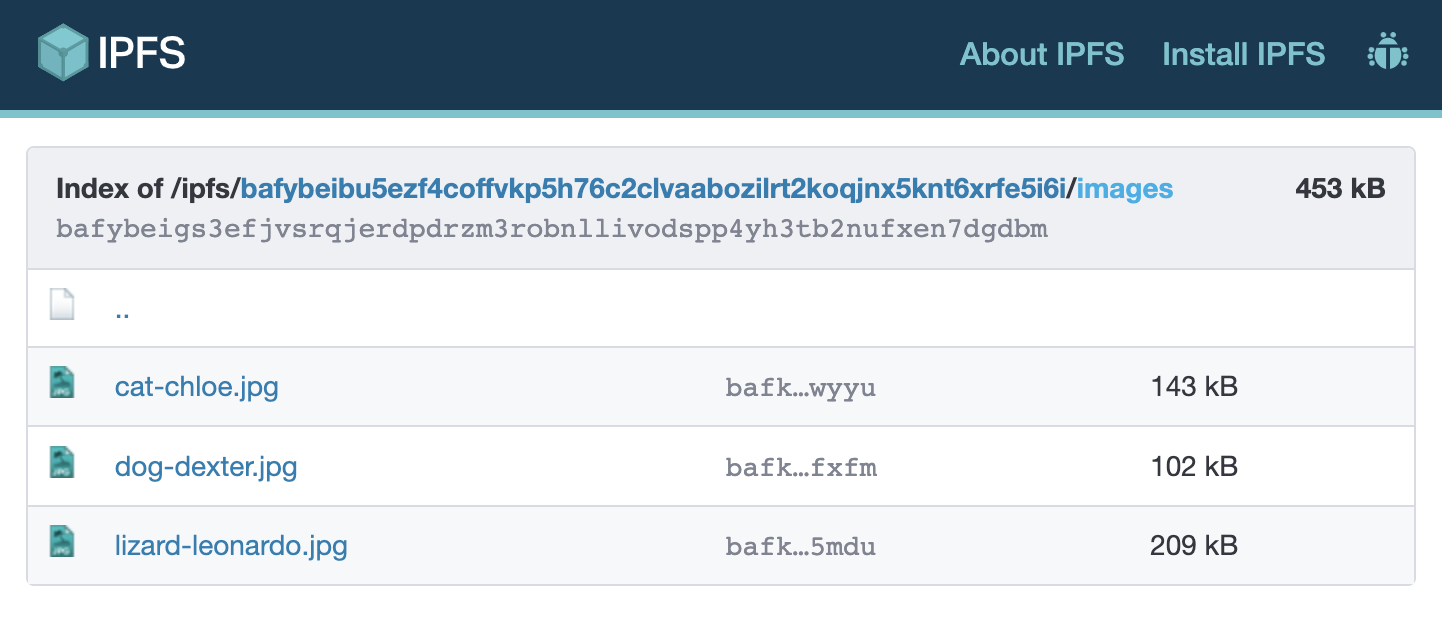 IPFS About IPFS Install IPFS
Index of /ipfs/bafybeibu5ezf4coffvkp5h76c2clvaabozilrt2koqjnx5knt6xrfe5i6i/images 453 kB
bafybeigs3efjvsrqjerdpdrzm3robnllivodspp4yh3tb2nufxen7dgdbm
..
JPG cat-chloe.jpg bafk…wyyu 143 kB
JPG dog-dexter.jpg bafk…fxfm 102 kB
JPG lizard-leonardo.jpg bafk…5mdu 209 kB